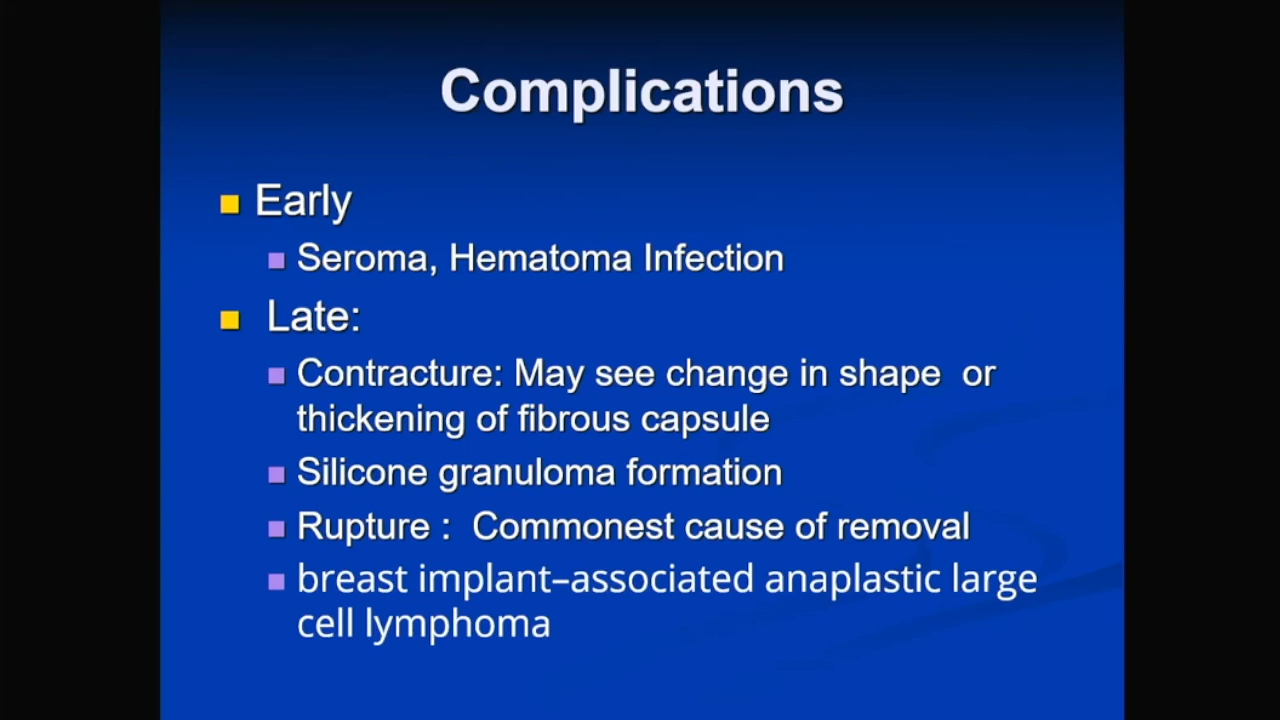 Complications
Early
Seroma, Hematoma Infection
Late:
Contracture: May see change in shape or
thickening of fibrous capsule
Silicone granuloma formation
Rupture : Commonest cause of removal
breast implant–associated anaplastic large
cell lymphoma